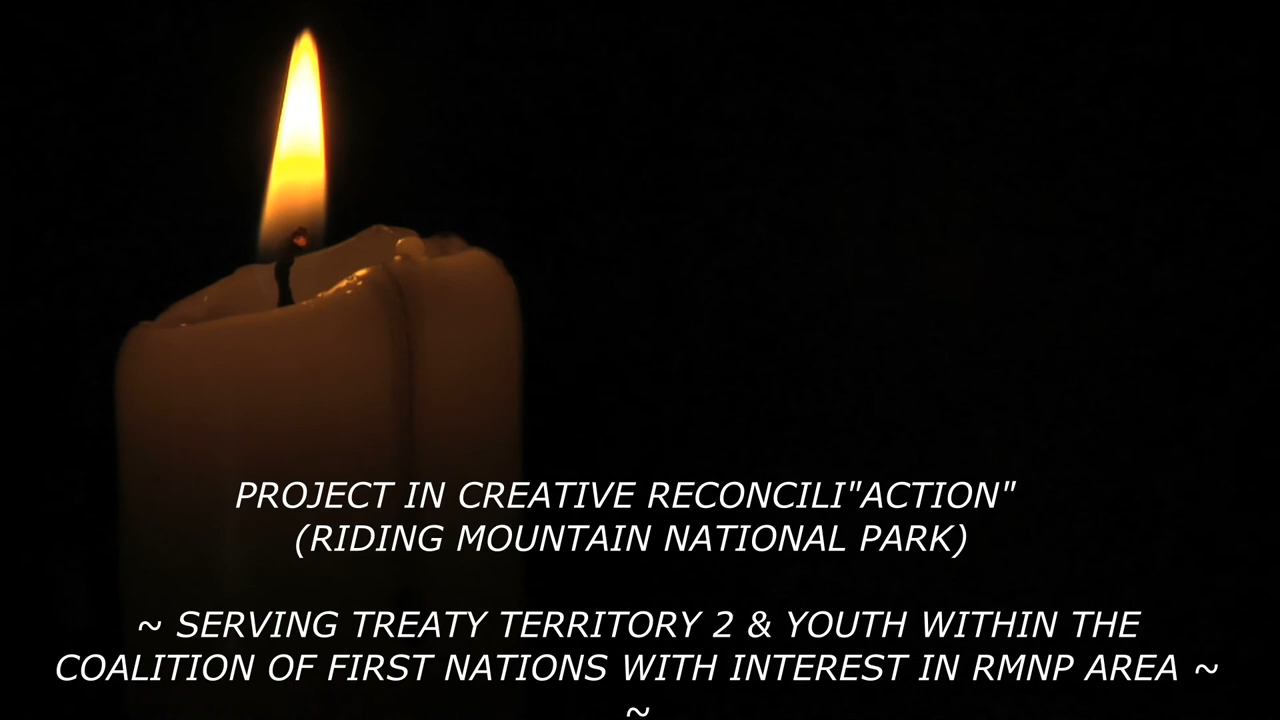 PROJECT IN CREATIVE RECONCILI"ACTION"
(RIDING MOUNTAIN NATIONAL PARK)
~ SERVING TREATY TERRITORY 2 & YOUTH WITHIN THE
COALITION OF FIRST NATIONS WITH INTEREST IN RMNP AREA ~
~